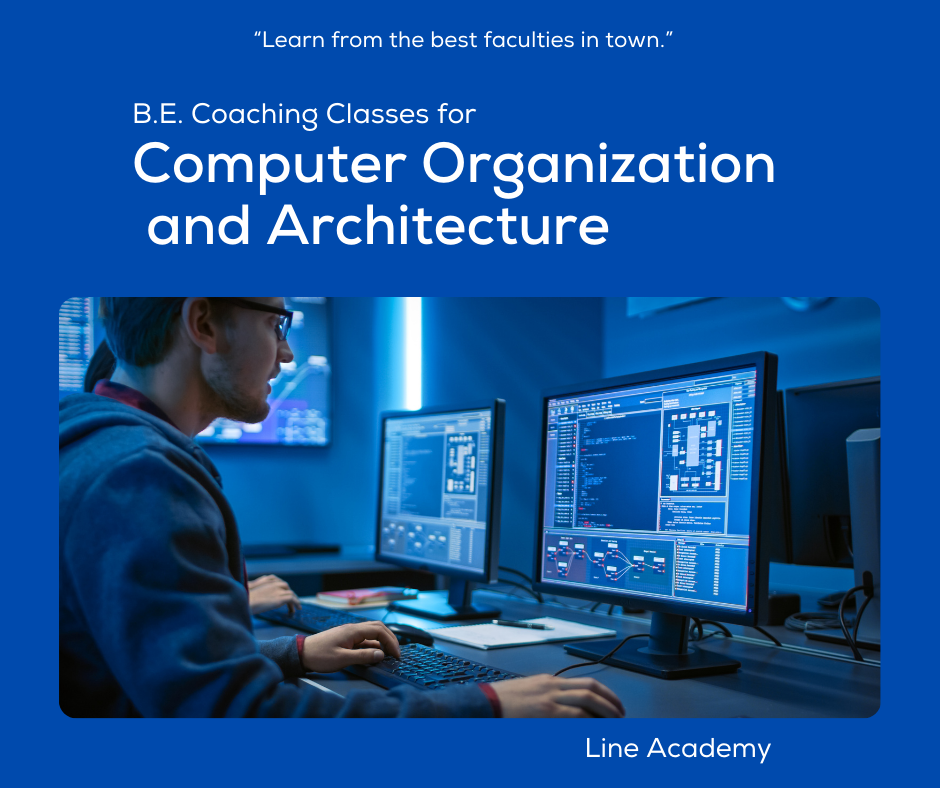 “Learn from the best faculties in town.”
B.E. Coaching Classes for
Computer Organization
and Architecture
Line Academy